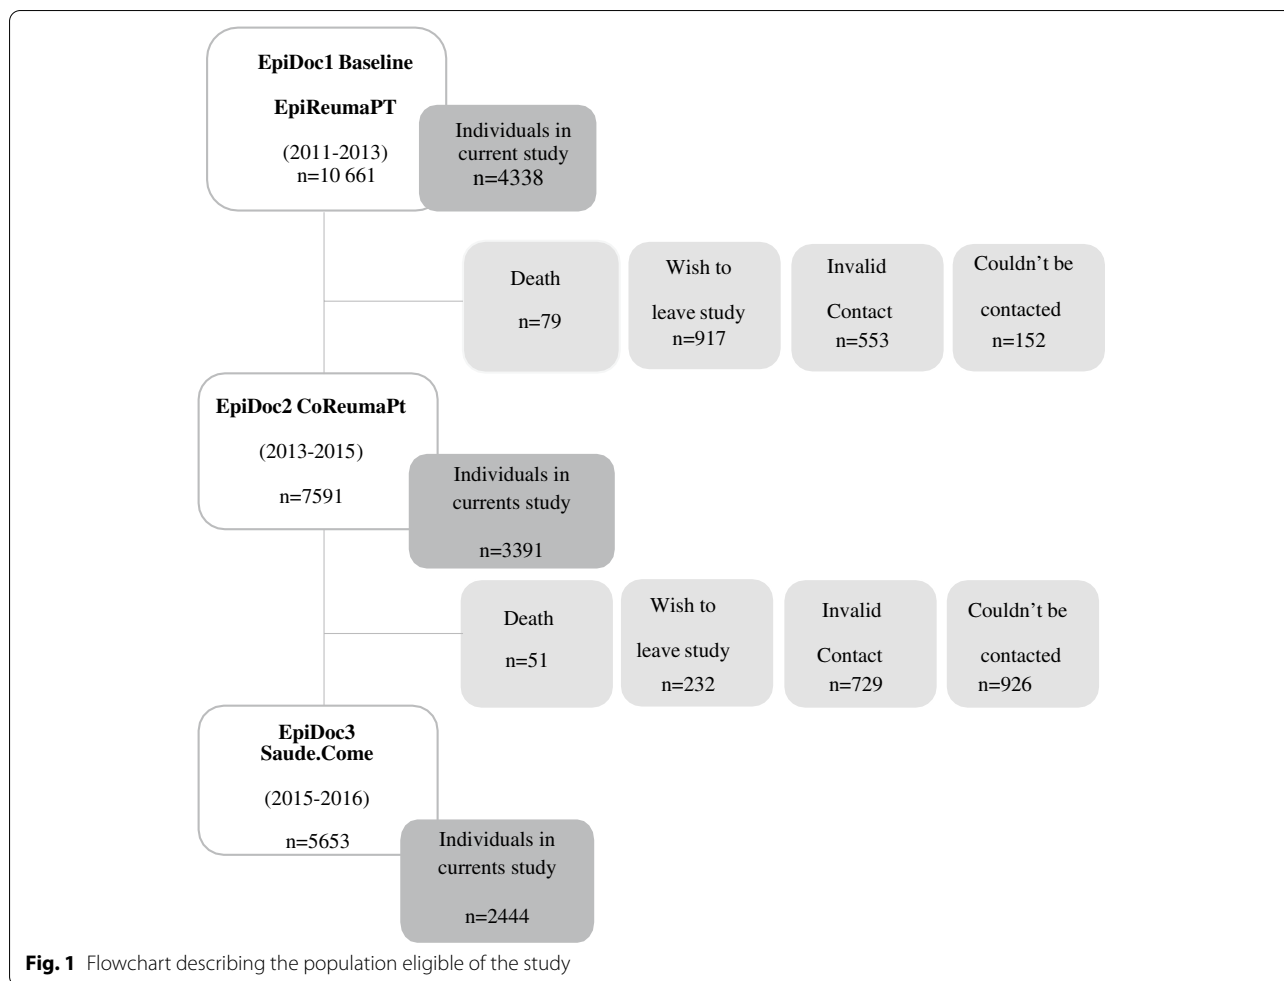 EpiDoc1 Baseline
EpiReumaPT
(2011-2013)
n=10 661
Individuals in
current study
n=4338
Death
n=79
Wish to
leave study
n=917
Invalid
Contact
n=553
Couldn't be
contacted
n=152
EpiDoc2 CoReumaPt
(2013-2015)
n=7591
Individuals in
currents study
n=3391
Death
n=51
Wish to
leave study
n=232
Invalid
Contact
n=729
Couldn't be
contacted
n=926
EpiDoc3
Saude.Come
(2015-2016)
n=5653
Individuals in
currents study
n=2444
Fig. 1 Flowchart describing the population eligible of the study